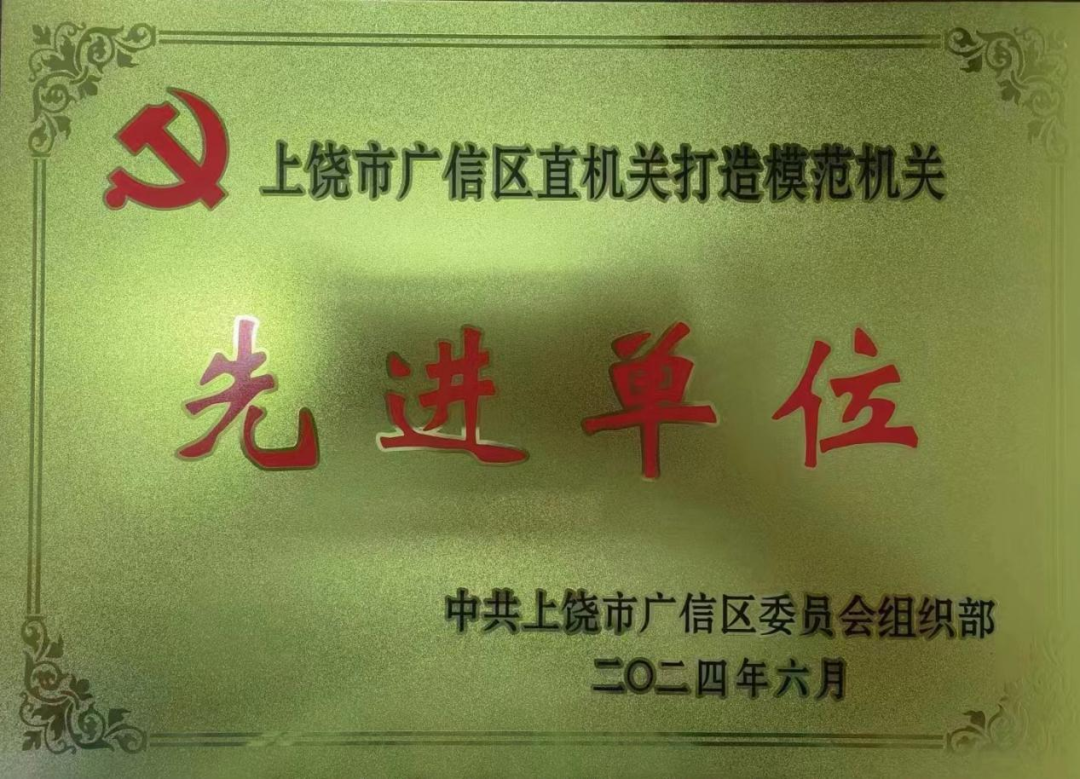 上饶市广信区直机关打造模范机关
先进单位
中共上饶市广信区委员会组织部
二〇二四年六月